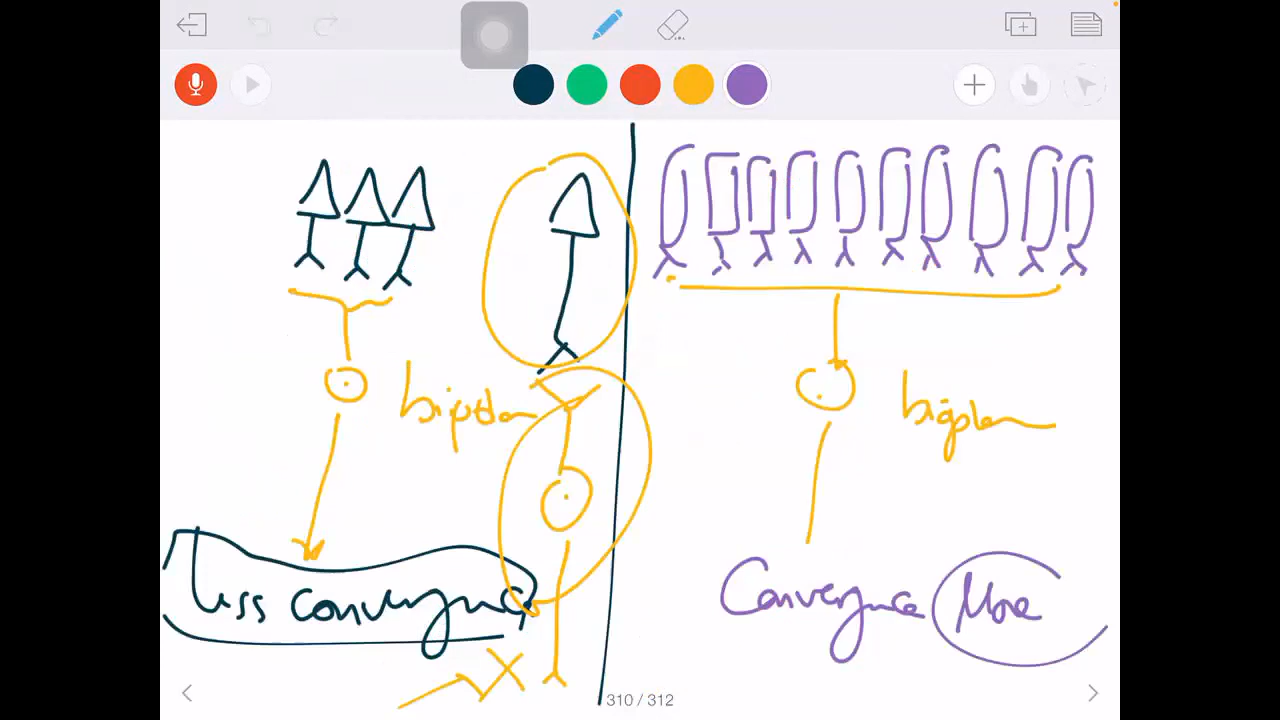 bipolar
bipolar
less convergence
Convergence More
310 / 312